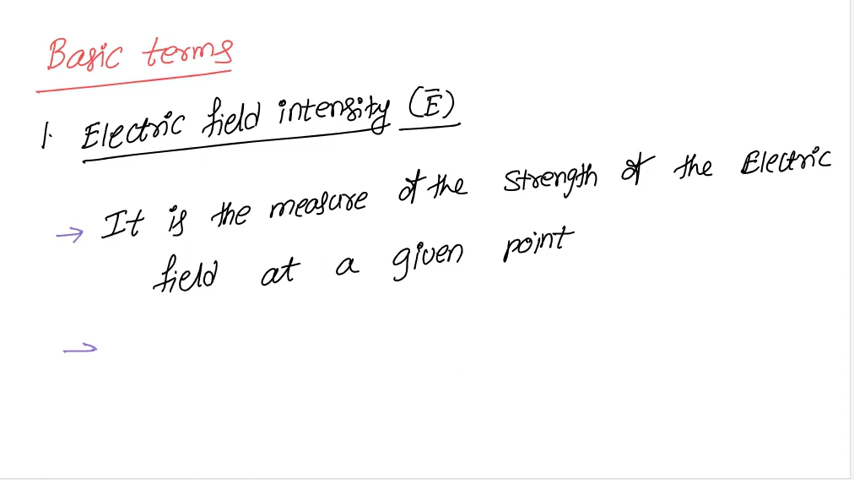 Basic terms
1. Electric field intensity (E̅)
→ It is the measure of the strength of the Electric
field at a given point
→